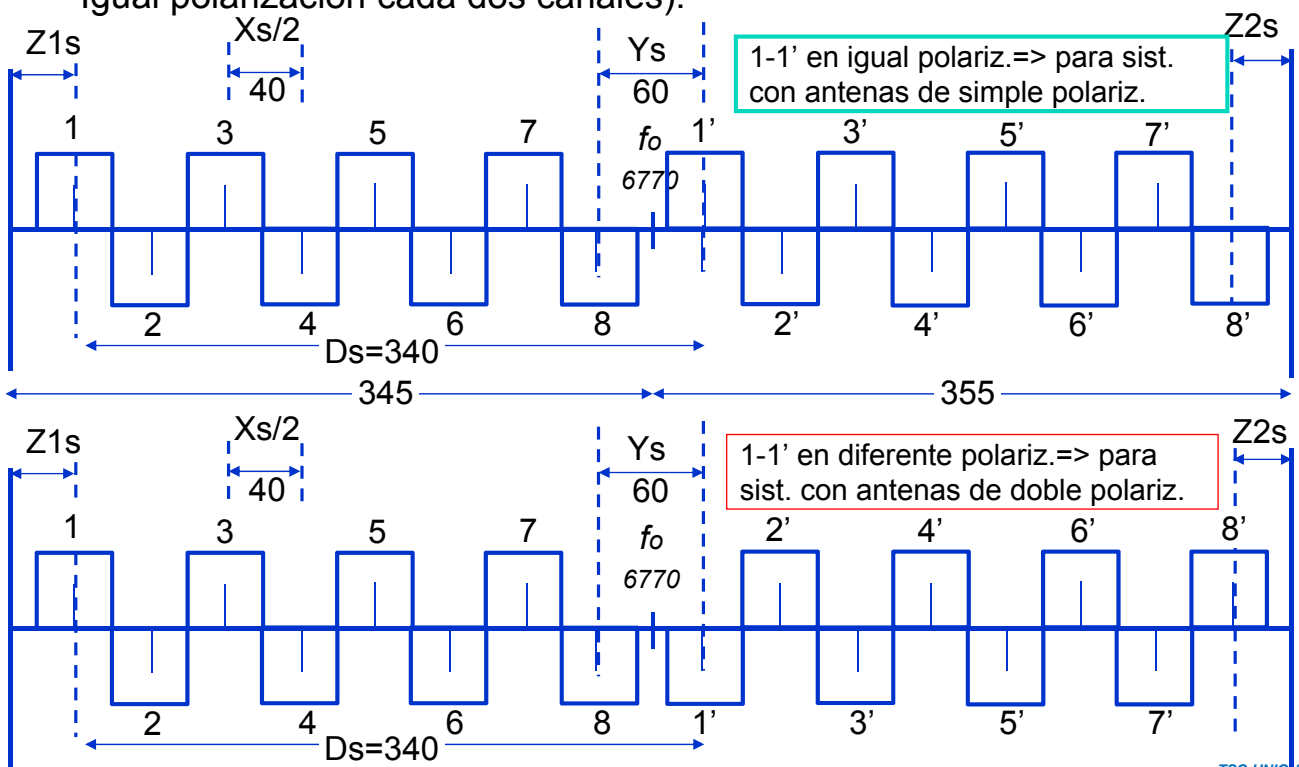 igual polarización cada dos canales).
Z1s
Xs/2
40
Ys
60
fo
6770
1-1’ en igual polariz.=> para sist.
con antenas de simple polariz.
Z2s
1 3 5 7 1’ 3’ 5’ 7’
2 4 6 8 2’ 4’ 6’ 8’
Ds=340
345 355
Z1s
Xs/2
40
Ys
60
fo
6770
1-1’ en diferente polariz.=> para
sist. con antenas de doble polariz.
Z2s
1 3 5 7 2’ 4’ 6’ 8’
2 4 6 8 1’ 3’ 5’ 7’
Ds=340